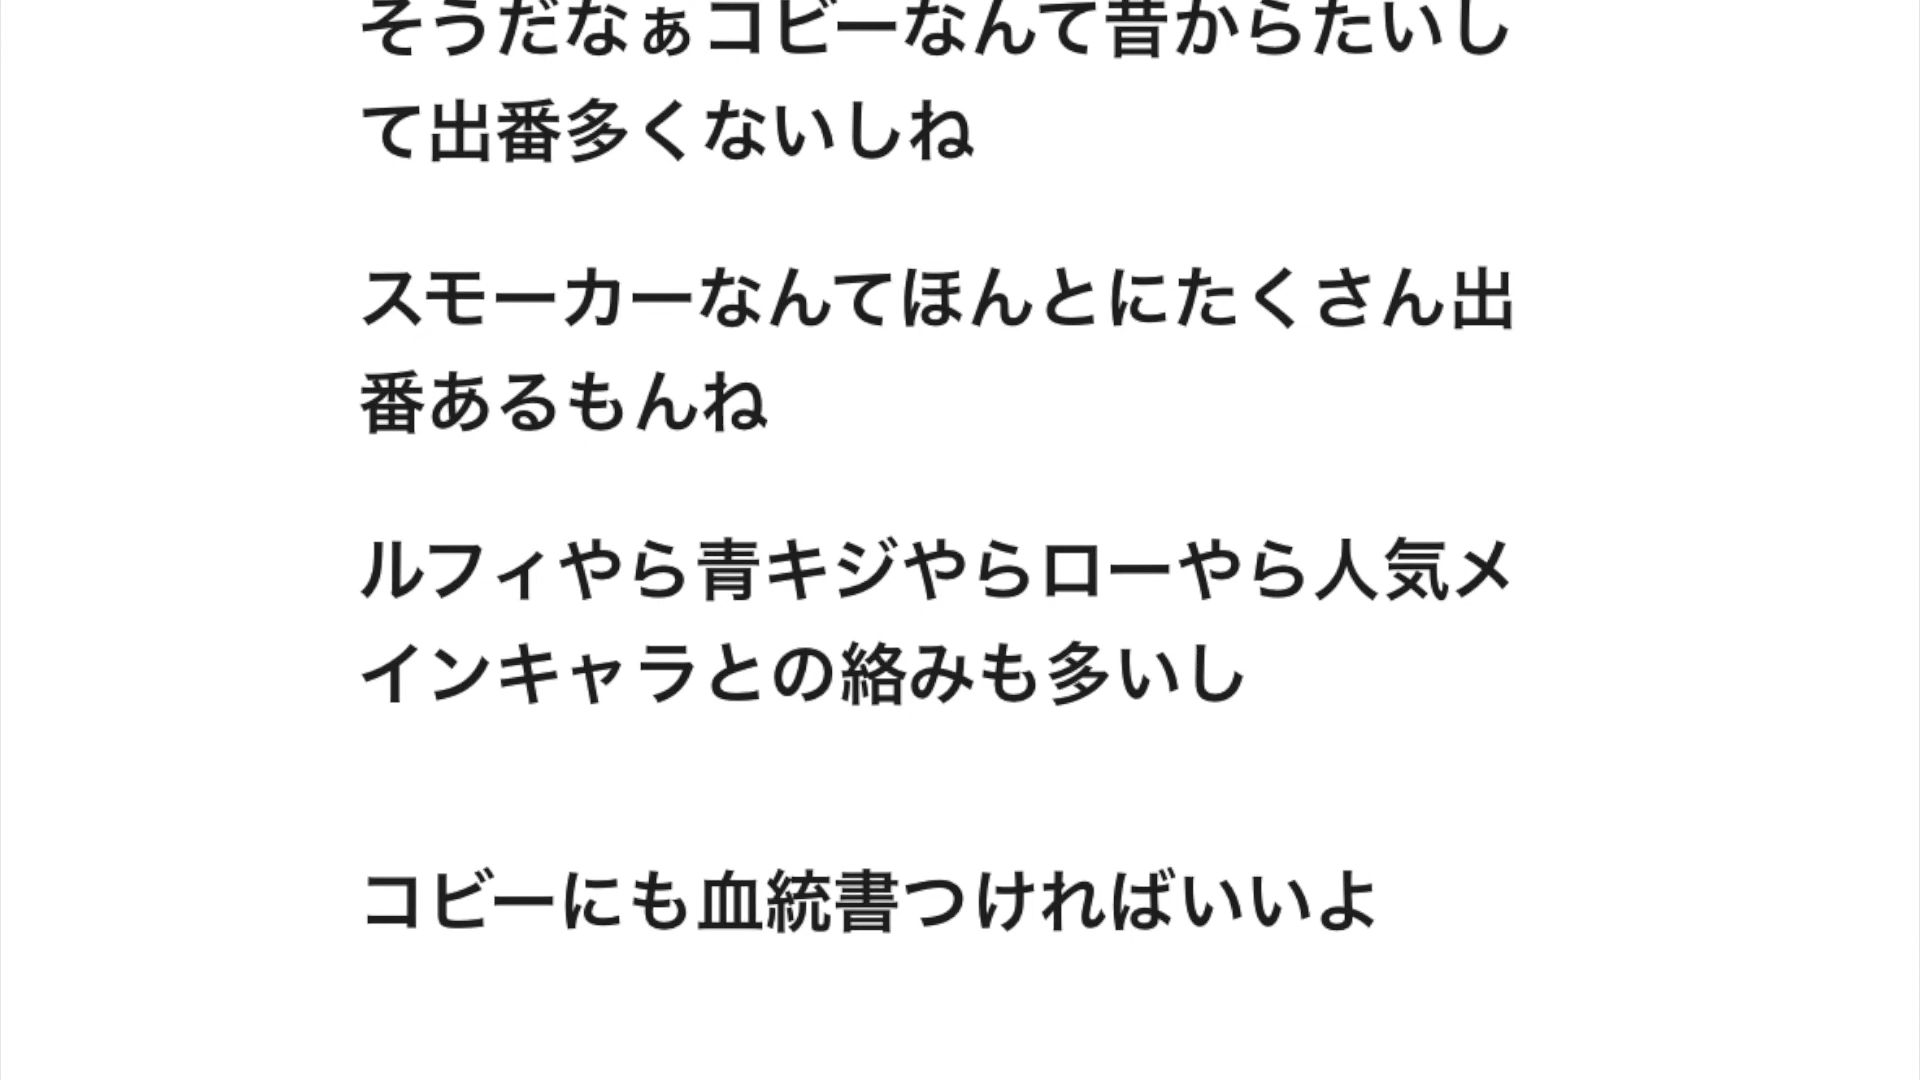 そうだなぁコビーなんて昔からたいし
て出番多くないしね
スモーカーなんてほんとにたくさん出
番あるもんね
ルフィやら青キジやらローやら人気メ
インキャラとの絡みも多いし
コビーにも血統書つければいいよ